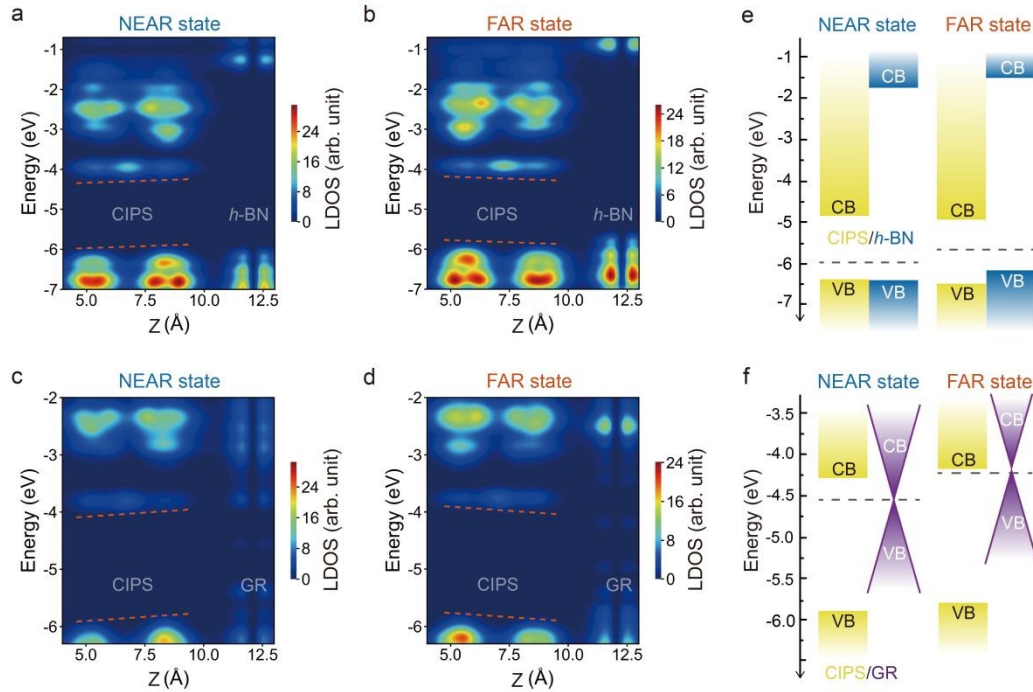 a
NEAR state
-1
-2
-3
-4
-5
-6
-7
Energy (eV)
CIPS
h-BN
5.0 7.5 10.0 12.5
Z (Å)
24
16
8
0
LDOS (arb. unit)
b
FAR state
-1
-2
-3
-4
-5
-6
-7
Energy (eV)
CIPS
h-BN
5.0 7.5 10.0 12.5
Z (Å)
24
18
12
6
0
LDOS (arb. unit)
e
NEAR state FAR state
-1
-2
-3
-4
-5
-6
-7
Energy (eV)
CB
CB
CB
CB
CIPS/h-BN
VB
VB
VB
VB
c
NEAR state
-2
-3
-4
-5
-6
Energy (eV)
CIPS
GR
5.0 7.5 10.0 12.5
Z (Å)
24
16
8
0
LDOS (arb. unit)
d
FAR state
-2
-3
-4
-5
-6
Energy (eV)
CIPS
GR
5.0 7.5 10.0 12.5
Z (Å)
24
16
8
0
LDOS (arb. unit)
f
NEAR state FAR state
-3.5
-4.0
-4.5
-5.0
-5.5
-6.0
Energy (eV)
CB
CB
CB
CB
VB
VB
VB
VB
CIPS/GR